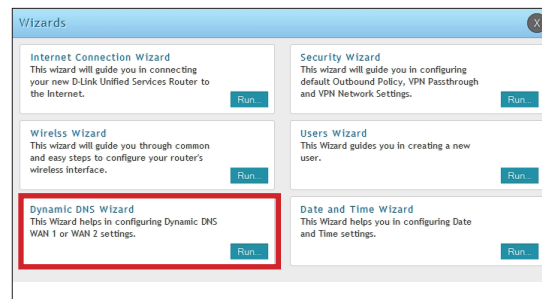 Wizards
X
Internet Connection Wizard
This wizard will guide you in connecting
your new D-Link Unified Services Router to
the Internet.
Run...
Security Wizard
This wizard will guide you in configuring
default Outbound Policy, VPN Passthrough
and VPN Network Settings.
Run...
Wirelss Wizard
This wizard will guide you through common
and easy steps to configure your router's
wireless interface.
Run...
Users Wizard
This Wizard guides you in creating a new
user.
Run...
Dynamic DNS Wizard
This Wizard helps in configuring Dynamic DNS
WAN 1 or WAN 2 settings.
Run...
Date and Time Wizard
This Wizard helps you in configuring Date
and Time settings.
Run...